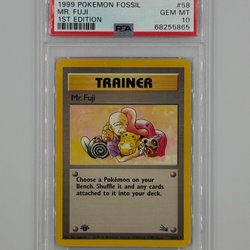 1999 POKEMON FOSSIL #58
MR. FUJI GEM MT
1ST EDITION 10
PSA 68255865
TRAINER
Mr. Fuji
Choose a Pokémon on your
Bench. Shuffle it and any cards
attached to it into your deck.